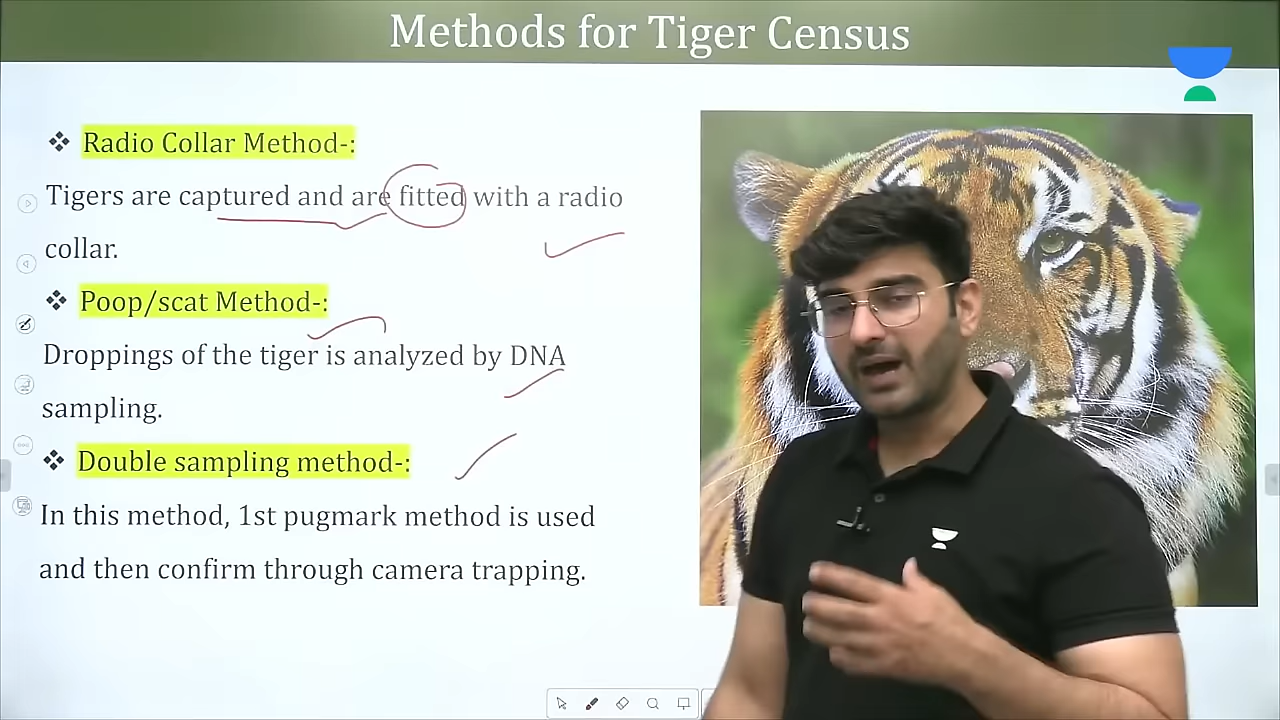 Methods for Tiger Census
❖ Radio Collar Method-:
Tigers are captured and are fitted with a radio
collar.
❖ Poop/scat Method-:
Droppings of the tiger is analyzed by DNA
sampling.
❖ Double sampling method-:
In this method, 1st pugmark method is used
and then confirm through camera trapping.